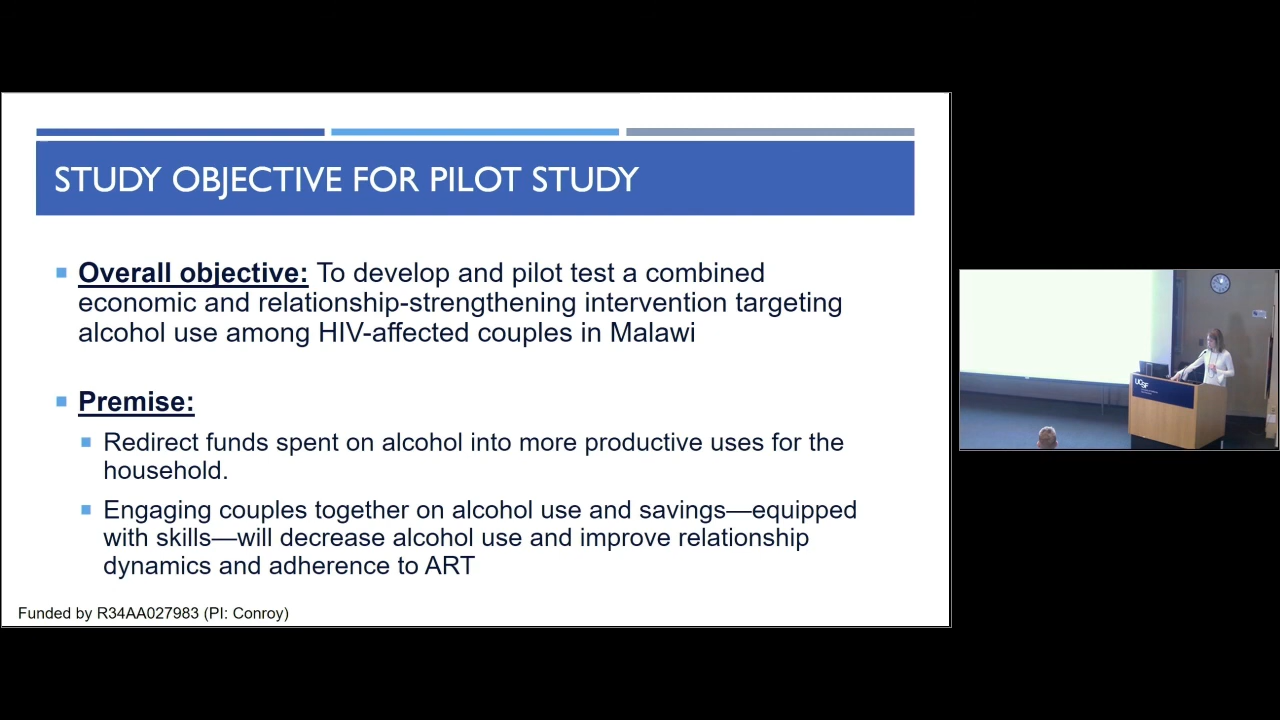 STUDY OBJECTIVE FOR PILOT STUDY
Overall objective: To develop and pilot test a combined
economic and relationship-strengthening intervention targeting
alcohol use among HIV-affected couples in Malawi
Premise:
Redirect funds spent on alcohol into more productive uses for the
household.
Engaging couples together on alcohol use and savings—equipped
with skills—will decrease alcohol use and improve relationship
dynamics and adherence to ART
Funded by R34AA027983 (PI: Conroy)
UCSF